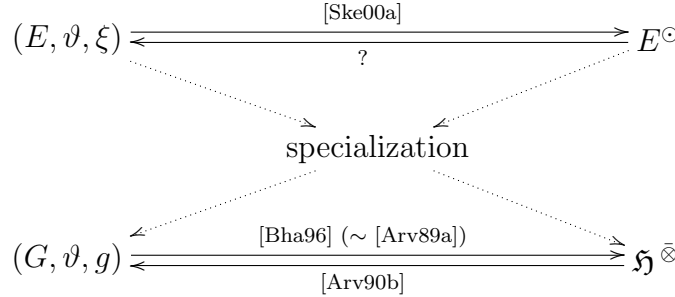 [Ske00a]
(E, ϑ, ξ) E^⊙
?
specialization
[Bha96] (∼ [Arv89a])
(G, ϑ, g) 𝕳^⊗̄
[Arv90b]